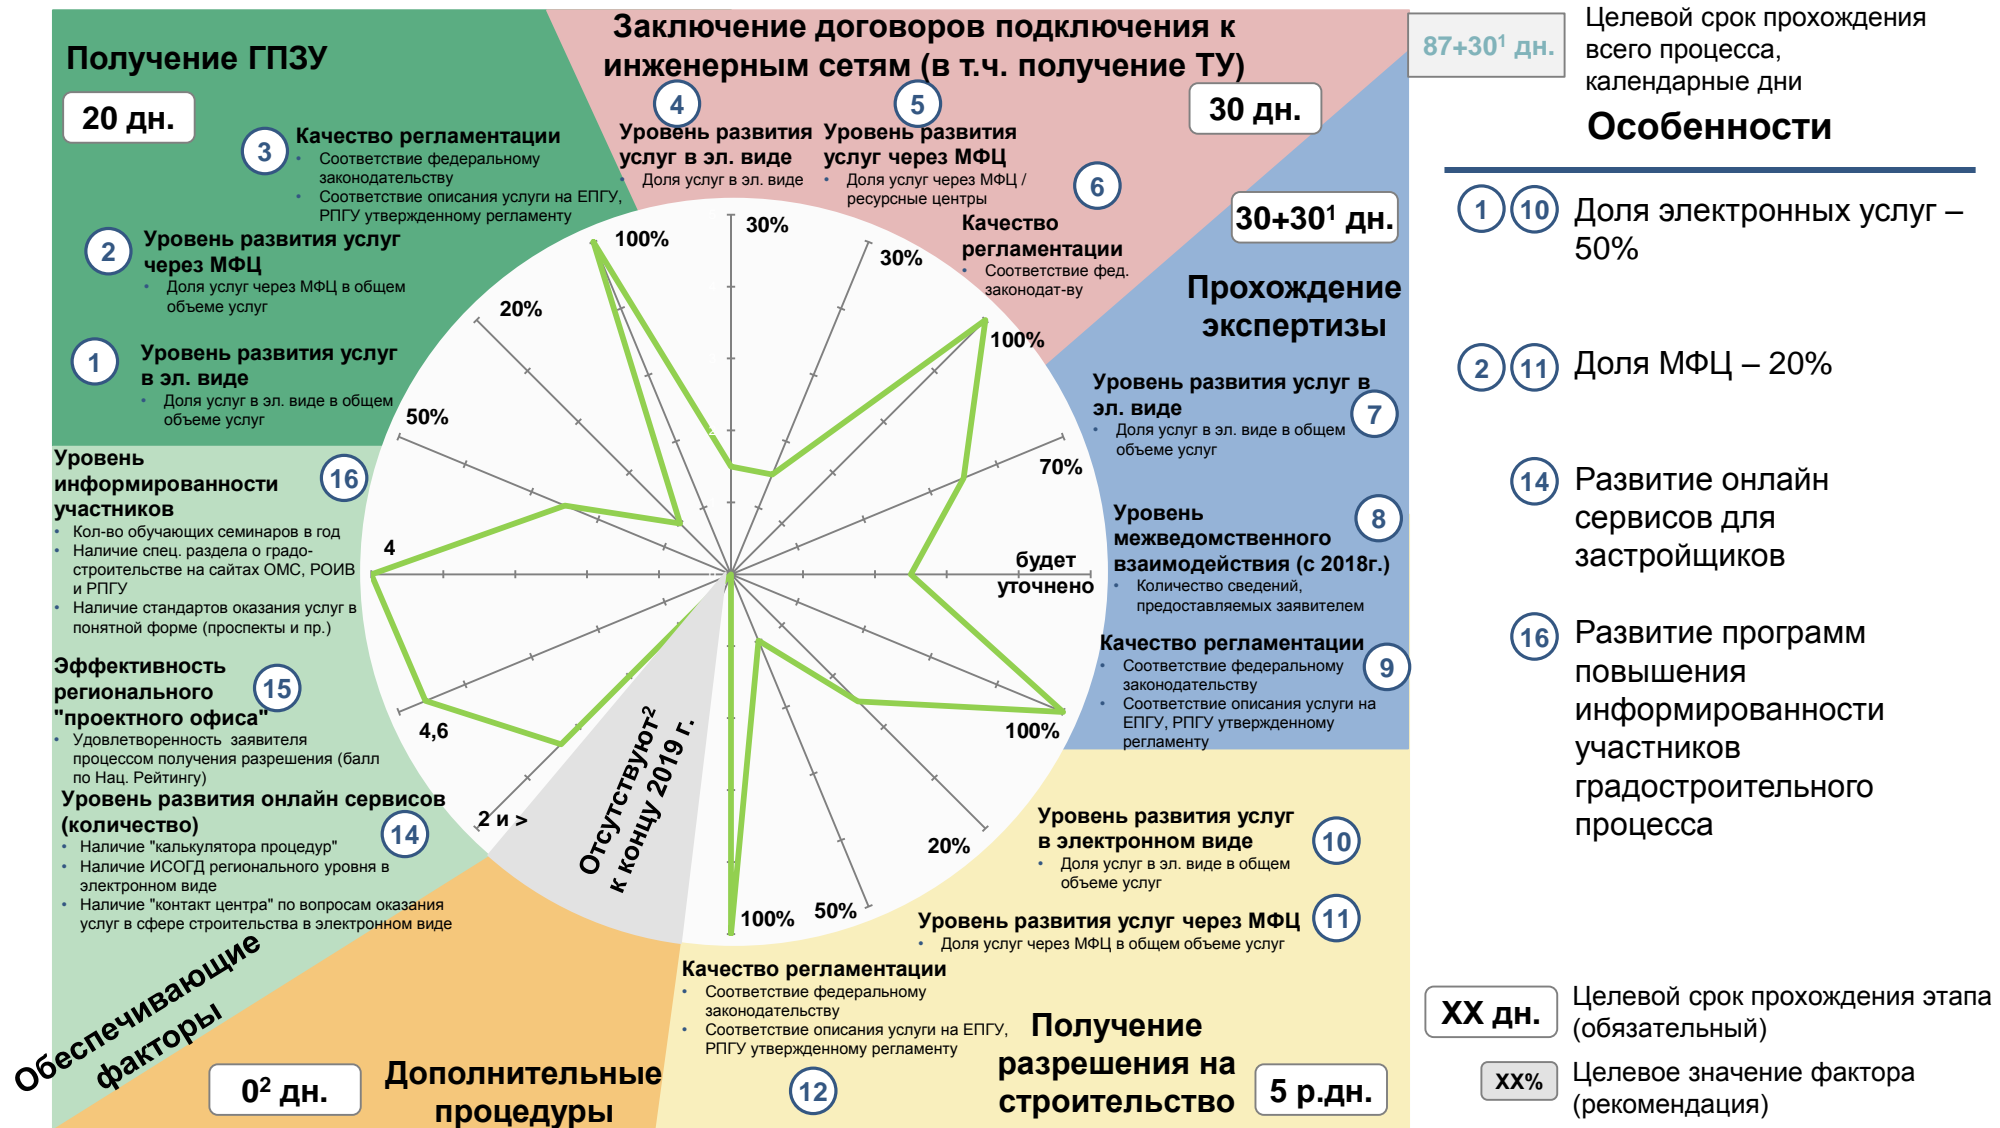 Получение ГПЗУ
20 дн.
3
Качество регламентации
• Соответствие федеральному
законодательству
• Соответствие описания услуги на ЕПГУ,
РПГУ утвержденному регламенту
2
Уровень развития услуг
через МФЦ
• Доля услуг через МФЦ в общем
объеме услуг
1
Уровень развития услуг
в эл. виде
• Доля услуг в эл. виде в общем
объеме услуг
Заключение договоров подключения к
инженерным сетям (в т.ч. получение ТУ)
30 дн.
4
Уровень развития
услуг в эл. виде
• Доля услуг в эл. виде
5
Уровень развития
услуг через МФЦ
• Доля услуг через МФЦ /
ресурсные центры
6
Качество
регламентации
• Соответствие фед.
законодат-ву
30+30¹ дн.
Прохождение
экспертизы
Уровень развития услуг в
эл. виде
7
• Доля услуг в эл. виде в общем
объеме услуг
Уровень
межведомственного
взаимодействия (с 2018г.)
8
• Количество сведений,
предоставляемых заявителем
Качество регламентации
9
• Соответствие федеральному
законодательству
• Соответствие описания услуги на
ЕПГУ, РПГУ утвержденному
регламенту
Уровень развития услуг
в электронном виде
10
• Доля услуг в эл. виде в общем
объеме услуг
Уровень развития услуг через МФЦ
11
• Доля услуг через МФЦ в общем объеме услуг
Качество регламентации
• Соответствие федеральному
законодательству
• Соответствие описания услуги на ЕПГУ,
РПГУ утвержденному регламенту
12
Получение
разрешения на
строительство
5 р.дн.
Дополнительные
процедуры
0² дн.
Обеспечивающие
факторы
Уровень
информированности
участников
16
• Кол-во обучающих семинаров в год
• Наличие спец. раздела о градо-
строительстве на сайтах ОМС, РОИВ
и РПГУ
• Наличие стандартов оказания услуг в
понятной форме (проспекты и пр.)
Эффективность
регионального
"проектного офиса"
15
• Удовлетворенность заявителя
процессом получения разрешения (балл
по Нац. Рейтингу)
Уровень развития онлайн сервисов
(количество)
14
• Наличие "калькулятора процедур"
• Наличие ИСОГД регионального уровня в
электронном виде
• Наличие "контакт центра" по вопросам оказания
услуг в сфере строительства в электронном виде
30%
30%
100%
70%
будет
уточнено
100%
20%
50%
100%
Отсутствуют²
к концу 2019 г.
2 и >
4,6
4
50%
20%
100%
87+30¹ дн.
Целевой срок прохождения
всего процесса,
календарные дни
Особенности
1 10 Доля электронных услуг –
50%
2 11 Доля МФЦ – 20%
14 Развитие онлайн
сервисов для
застройщиков
16 Развитие программ
повышения
информированности
участников
градостроительного
процесса
XX дн.
Целевой срок прохождения этапа
(обязательный)
XX%
Целевое значение фактора
(рекомендация)